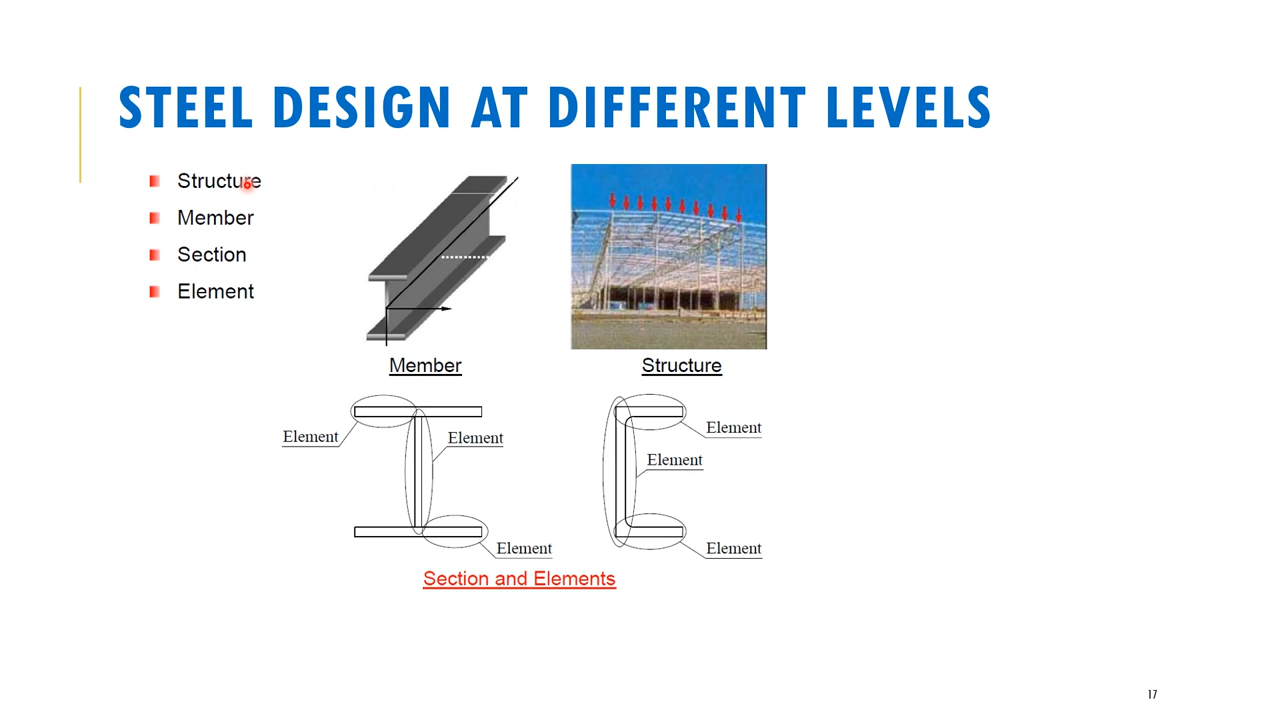 STEEL DESIGN AT DIFFERENT LEVELS
Structure
Member
Section
Element
Member
Structure
Element
Element
Element
Element
Element
Element
Section and Elements
17